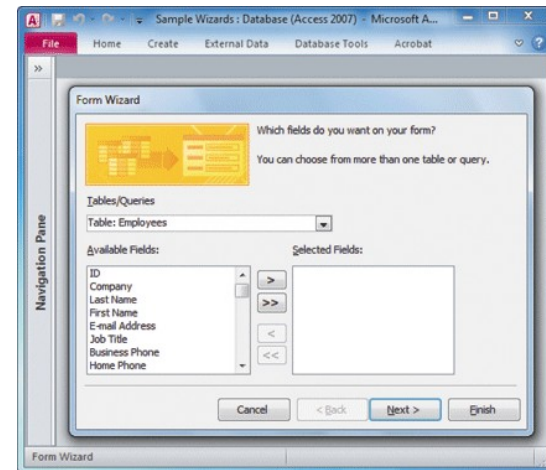 A Sample Wizards : Database (Access 2007) - Microsoft A...
File Home Create External Data Database Tools Acrobat
»
Navigation Pane
Form Wizard
Which fields do you want on your form?
You can choose from more than one table or query.
Tables/Queries
Table: Employees
Available Fields:
Selected Fields:
ID
Company
Last Name
First Name
E-mail Address
Job Title
Business Phone
Home Phone
>
>>
<
<<
Cancel < Back Next > Finish
Form Wizard